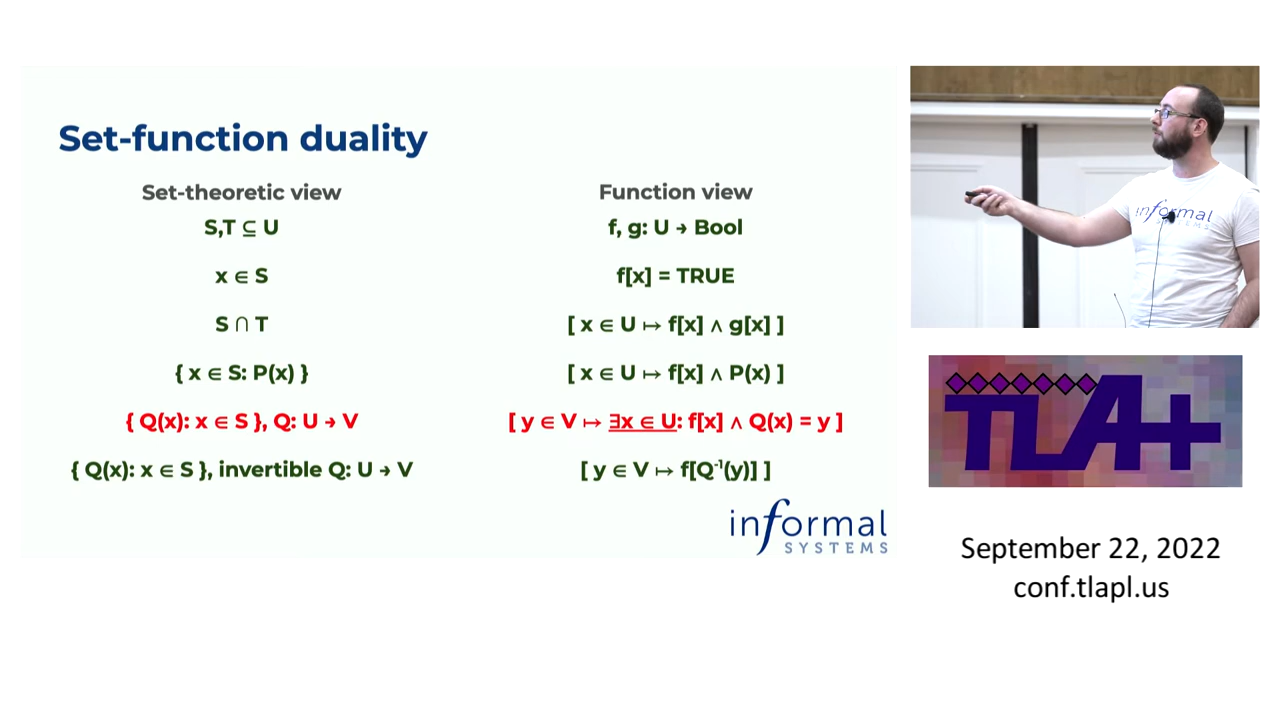 Set-function duality
Set-theoretic view
Function view
S,T ⊆ U
f, g: U → Bool
x ∈ S
f[x] = TRUE
S ∩ T
[ x ∈ U ↦ f[x] ∧ g[x] ]
{ x ∈ S: P(x) }
[ x ∈ U ↦ f[x] ∧ P(x) ]
{ Q(x): x ∈ S }, Q: U → V
[ y ∈ V ↦ ∃x ∈ U: f[x] ∧ Q(x) = y ]
{ Q(x): x ∈ S }, invertible Q: U → V
[ y ∈ V ↦ f[Q⁻¹(y)] ]
informal
SYSTEMS
informal
SYSTEMS
TLA+
September 22, 2022
conf.tlapl.us